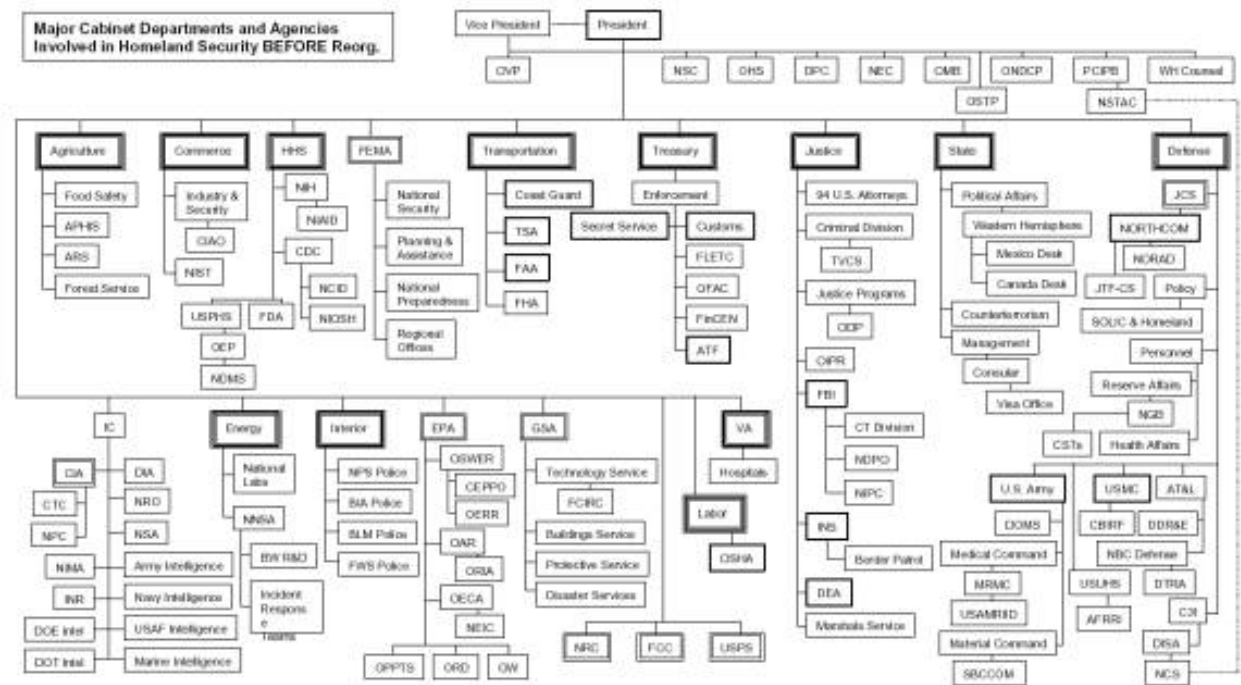 Major Cabinet Departments and Agencies
Involved in Homeland Security BEFORE Reorg.
Vice President
President
OVP
NSC
OHS
DPC
NEC
OMB
ONDCP
PCIPB
WH Counsel
OSTP
NSTAC
Agriculture
Commerce
HHS
FEMA
Transportation
Treasury
Justice
State
Defense
Food Safety
APHIS
ARS
Forest Service
Industry &
Security
CIAO
NIST
NIH
NIAID
CDC
NCID
NIOSH
USPHS
FDA
OEP
NDMS
National
Security
Planning &
Assistance
National
Preparedness
Regional
Offices
Coast Guard
TSA
FAA
FHA
Enforcement
Secret Service
Customs
FLETC
OFAC
FinCEN
ATF
94 U.S. Attorneys
Criminal Division
TVCS
Justice Programs
ODP
OIPR
FBI
CT Division
NDPO
NIPC
INS
Border Patrol
DEA
Marshals Service
Political Affairs
Western Hemisphere
Mexico Desk
Canada Desk
Counterterrorism
Management
Consular
Visa Office
JCS
NORTHCOM
NORAD
JTF-CS
Policy
SOLIC & Homeland
Personnel
Reserve Affairs
NGB
CSTs
Health Affairs
U.S. Army
USMC
AT&L
DOMS
CBIRF
DDR&E
Medical Command
NBC Defense
MRMC
USUHS
DTRA
USAMRIID
AFRRI
C3I
Material Command
DISA
SBCCOM
NCS
IC
Energy
Interior
EPA
GSA
VA
CIA
CTC
NPC
NIMA
INR
DOE Intel
DOT Intel
DIA
NRO
NSA
Army Intelligence
Navy Intelligence
USAF Intelligence
Marine Intelligence
National
Labs
NNSA
BW R&D
Incident
Respons
e
Teams
NPS Police
BIA Police
BLM Police
FWS Police
OSWER
CEPPO
OERR
OAR
ORIA
OECA
NEIC
OPPTS
ORD
OW
Technology Service
FCIRC
Buildings Service
Protective Service
Disaster Services
Hospitals
Labor
OSHA
NRC
FCC
USPS